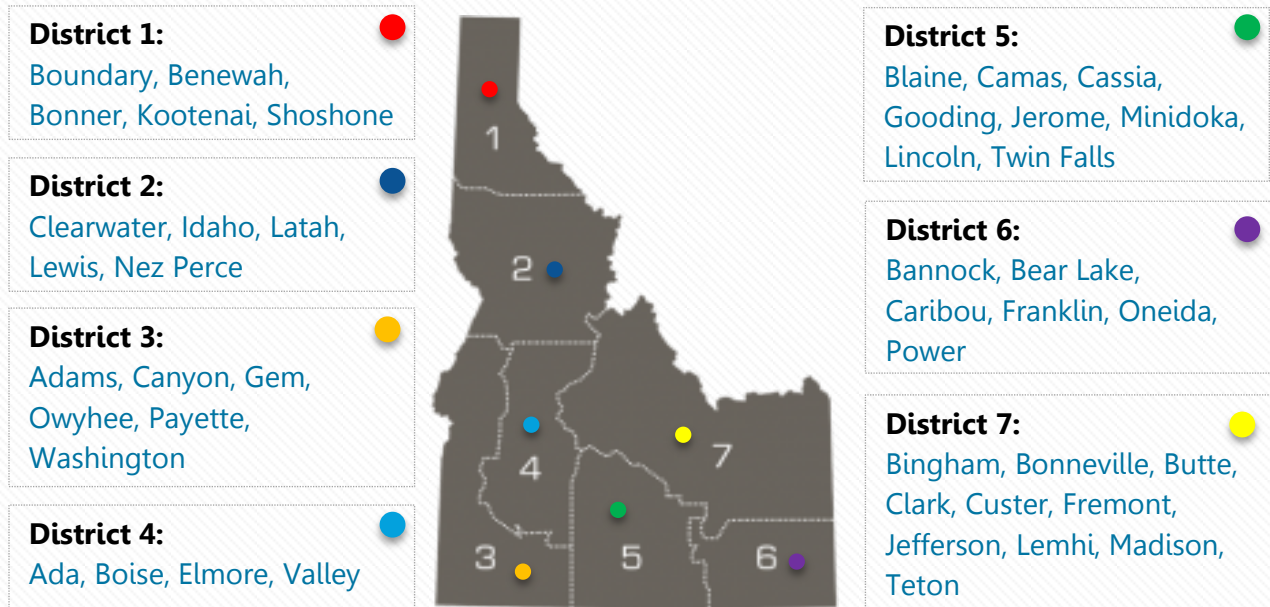 District 1:
Boundary, Benewah,
Bonner, Kootenai, Shoshone
District 2:
Clearwater, Idaho, Latah,
Lewis, Nez Perce
District 3:
Adams, Canyon, Gem,
Owyhee, Payette,
Washington
District 4:
Ada, Boise, Elmore, Valley
1
2
3
4
5
6
7
District 5:
Blaine, Camas, Cassia,
Gooding, Jerome, Minidoka,
Lincoln, Twin Falls
District 6:
Bannock, Bear Lake,
Caribou, Franklin, Oneida,
Power
District 7:
Bingham, Bonneville, Butte,
Clark, Custer, Fremont,
Jefferson, Lemhi, Madison,
Teton